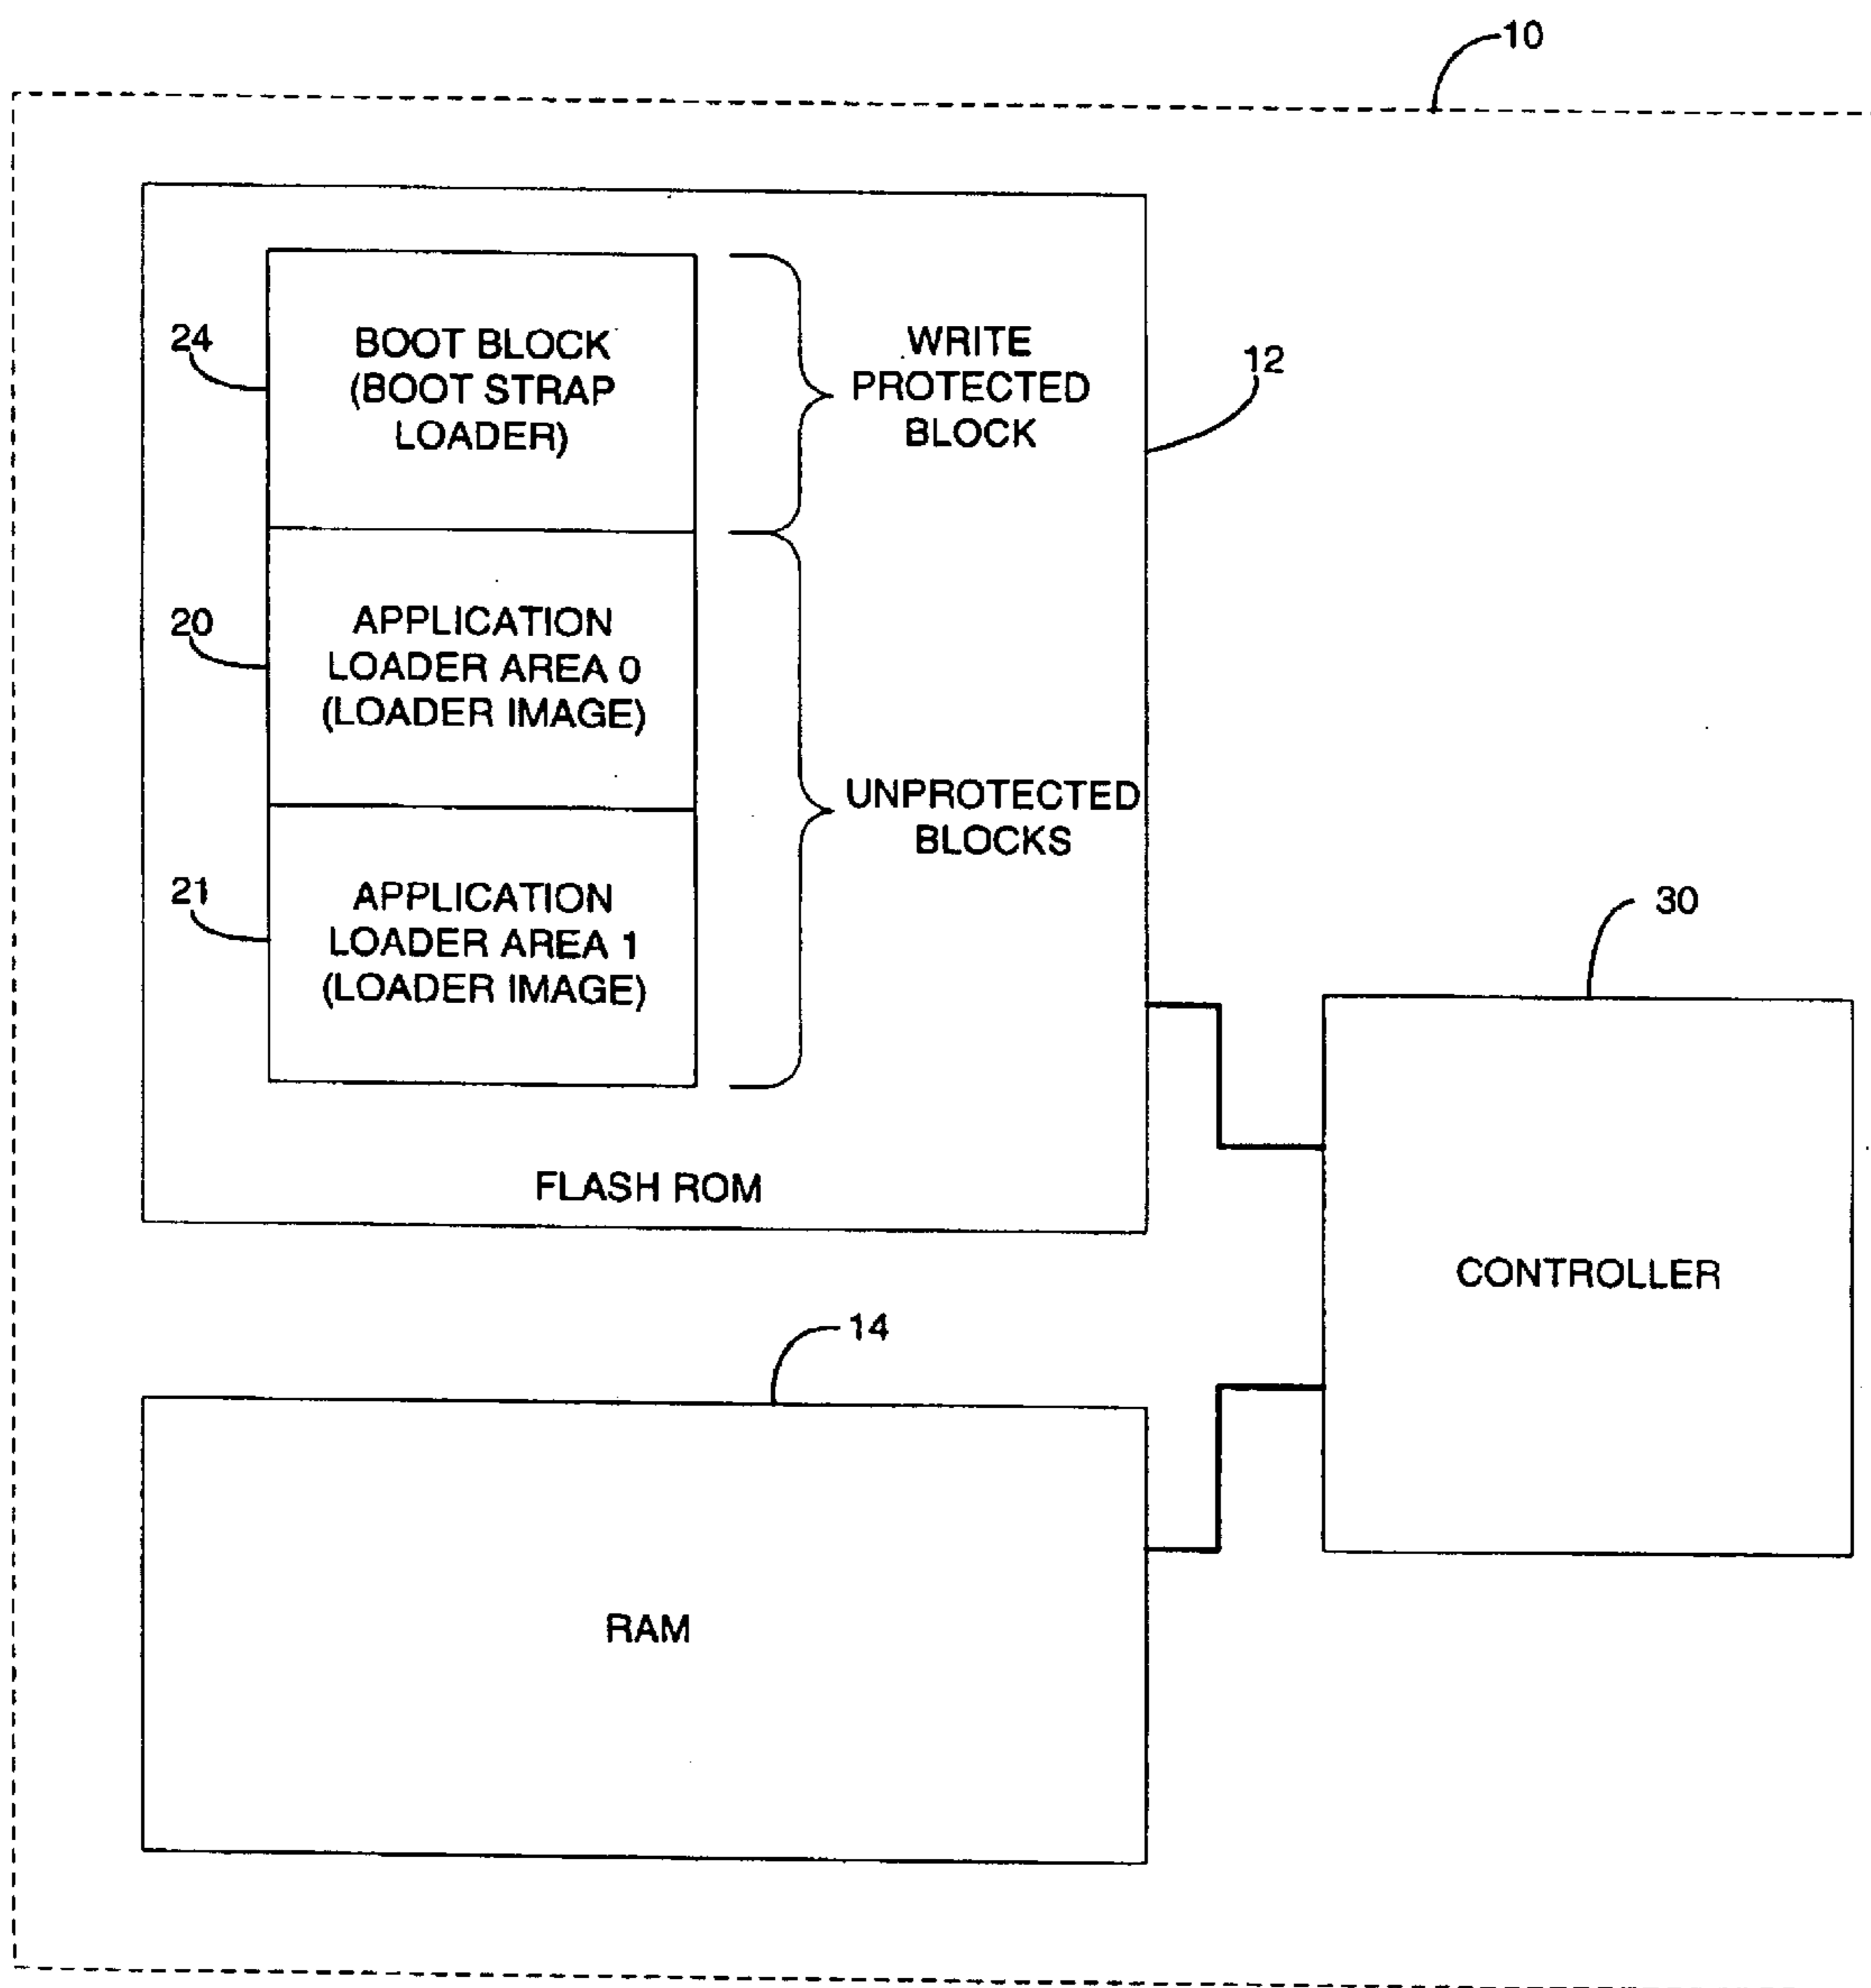 10
24
BOOT BLOCK
(BOOT STRAP
LOADER)
WRITE
PROTECTED
BLOCK
12
20
APPLICATION
LOADER AREA 0
(LOADER IMAGE)
UNPROTECTED
BLOCKS
21
APPLICATION
LOADER AREA 1
(LOADER IMAGE)
30
FLASH ROM
CONTROLLER
14
RAM